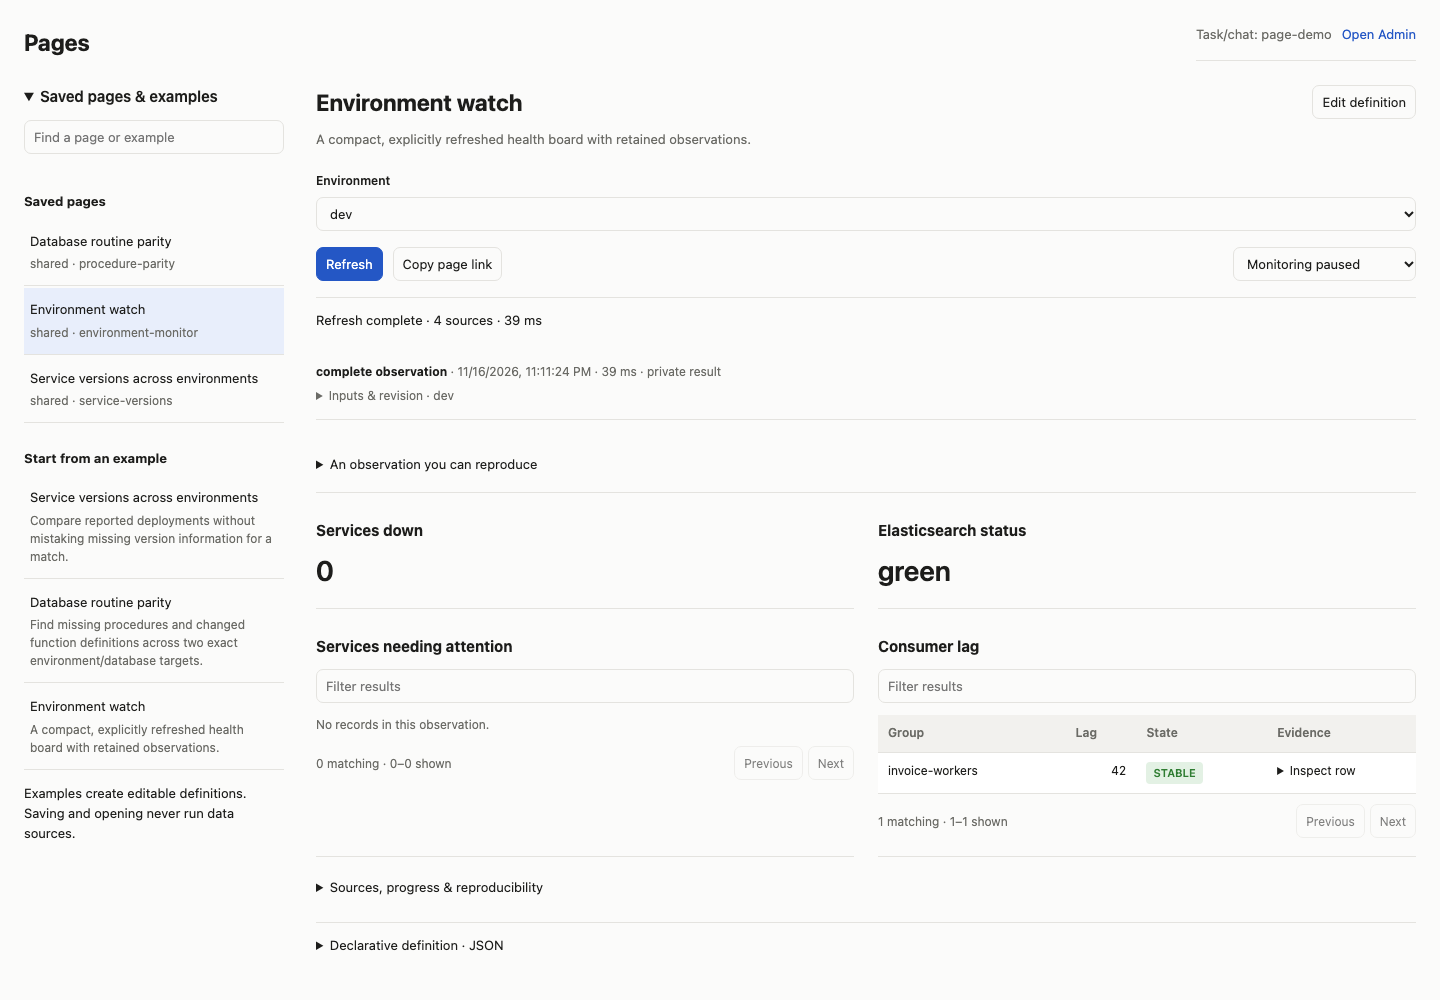 Pages
Task/chat: page-demo Open Admin
Saved pages & examples
Find a page or example
Saved pages
Database routine parity
shared · procedure-parity
Environment watch
shared · environment-monitor
Service versions across environments
shared · service-versions
Start from an example
Service versions across environments
Compare reported deployments without
mistaking missing version information for a
match.
Database routine parity
Find missing procedures and changed
function definitions across two exact
environment/database targets.
Environment watch
A compact, explicitly refreshed health
board with retained observations.
Examples create editable definitions.
Saving and opening never run data
sources.
Environment watch
Edit definition
A compact, explicitly refreshed health board with retained observations.
Environment
dev
Refresh Copy page link Monitoring paused
Refresh complete · 4 sources · 39 ms
complete observation · 11/16/2026, 11:11:24 PM · 39 ms · private result
Inputs & revision · dev
An observation you can reproduce
Services down
0
Elasticsearch status
green
Services needing attention
Filter results
No records in this observation.
0 matching · 0–0 shown Previous Next
Consumer lag
Filter results
Group Lag State Evidence
invoice-workers 42 STABLE Inspect row
1 matching · 1–1 shown Previous Next
Sources, progress & reproducibility
Declarative definition · JSON